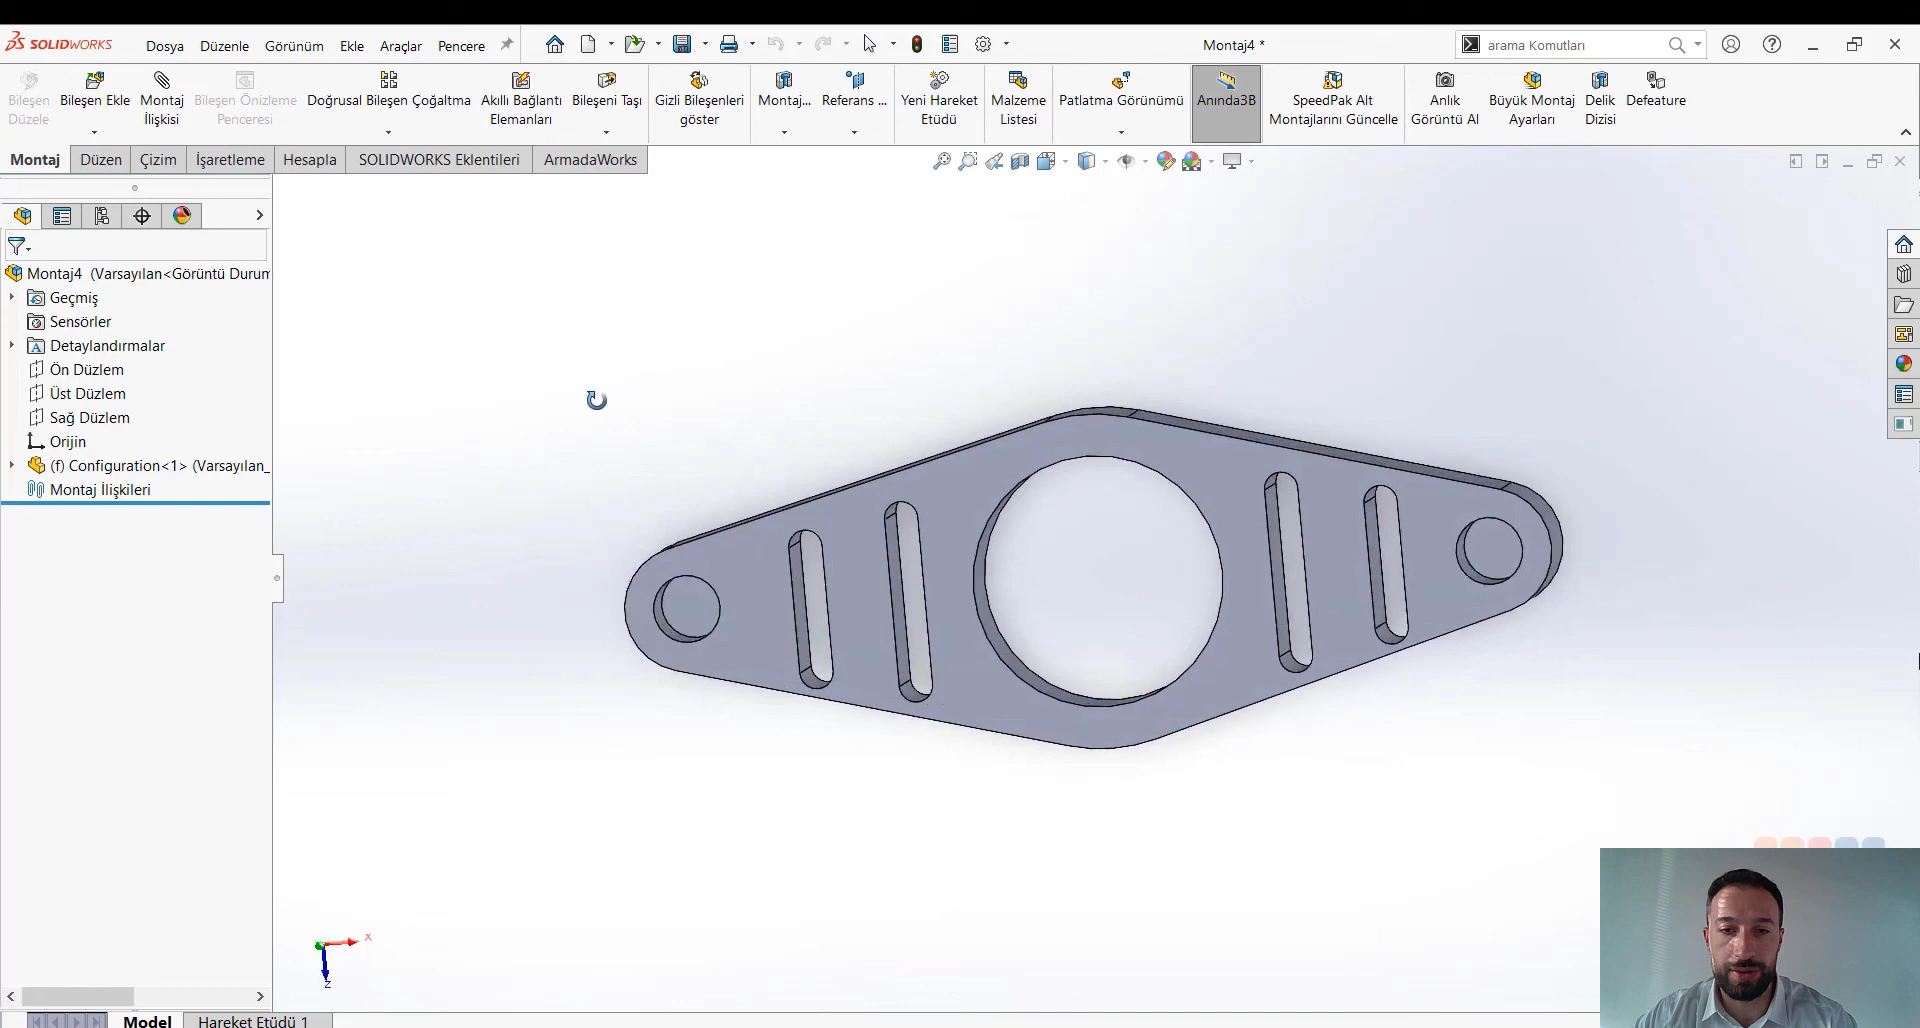 SOLIDWORKS
Dosya Düzenle Görünüm Ekle Araçlar Pencere
Montaj4 *
arama Komutları
Bileşen Düzele
Bileşen Ekle
Montaj İlişkisi
Bileşen Önizleme Penceresi
Doğrusal Bileşen Çoğaltma
Akıllı Bağlantı Elemanları
Bileşeni Taşı
Gizli Bileşenleri göster
Montaj...
Referans ...
Yeni Hareket Etüdü
Malzeme Listesi
Patlatma Görünümü
Anında3B
SpeedPak Alt Montajlarını Güncelle
Anlık Görüntü Al
Büyük Montaj Ayarları
Delik Dizisi
Defeature
Montaj Düzen Çizim İşaretleme Hesapla SOLIDWORKS Eklentileri ArmadaWorks
Montaj4 (Varsayılan<Görüntü Durum
Geçmiş
Sensörler
Detaylandırmalar
Ön Düzlem
Üst Düzlem
Sağ Düzlem
Orijin
(f) Configuration<1> (Varsayılan_
Montaj İlişkileri
x
z
Model Hareket Etüdü 1